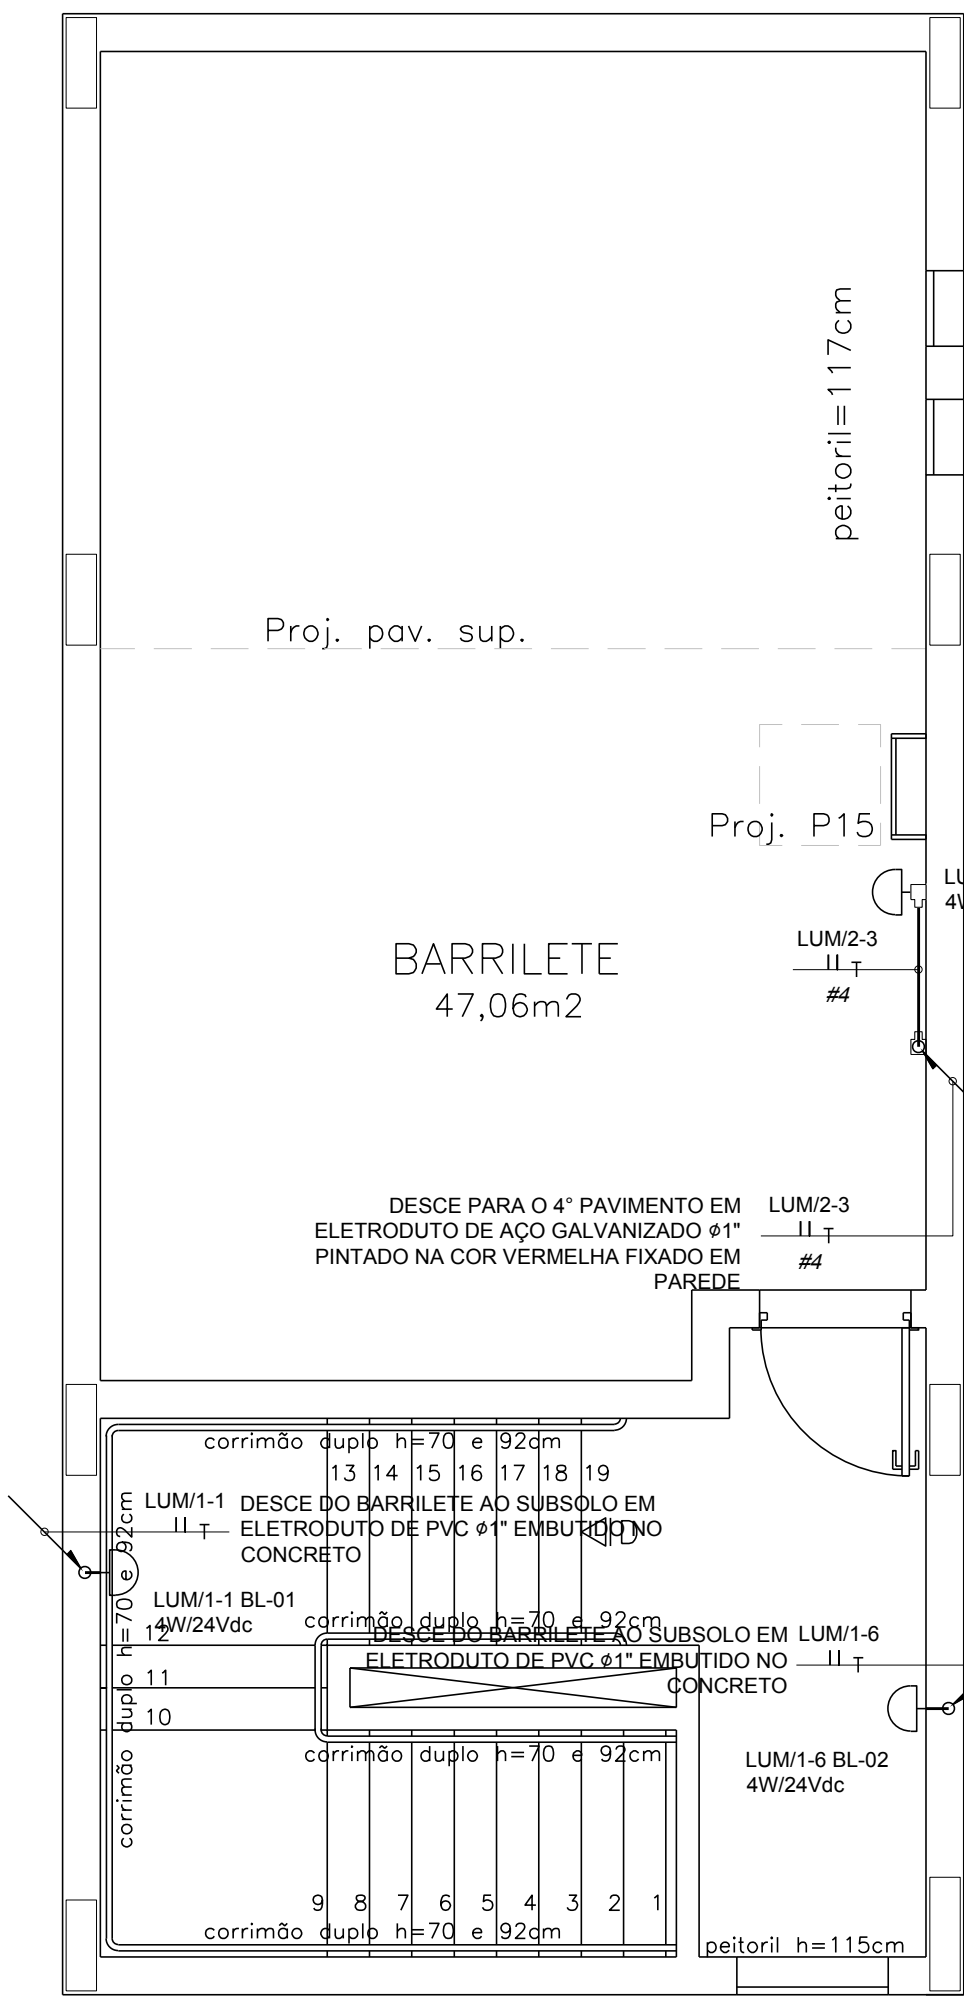 peitoril=117cm
Proj. pav. sup.
Proj. P15
BARRILETE
47,06m2
LUM/2-3
#4
DESCE PARA O 4° PAVIMENTO EM
ELETRODUTO DE AÇO GALVANIZADO ø1"
PINTADO NA COR VERMELHA FIXADO EM
PAREDE
LUM/2-3
#4
corrimão duplo h=70 e 92cm
13 14 15 16 17 18 19
LUM/1-1
DESCE DO BARRILETE AO SUBSOLO EM
ELETRODUTO DE PVC ø1" EMBUTIDO NO
CONCRETO
D
LUM/1-1 BL-01
4W/24Vdc
corrimão duplo h=70 e 92cm
corrimão duplo h=70 e 92cm
12
11
10
DESCE DO BARRILETE AO SUBSOLO EM
ELETRODUTO DE PVC ø1" EMBUTIDO NO
CONCRETO
LUM/1-6
corrimão duplo h=70 e 92cm
LUM/1-6 BL-02
4W/24Vdc
9 8 7 6 5 4 3 2 1
corrimão duplo h=70 e 92cm
peitoril h=115cm